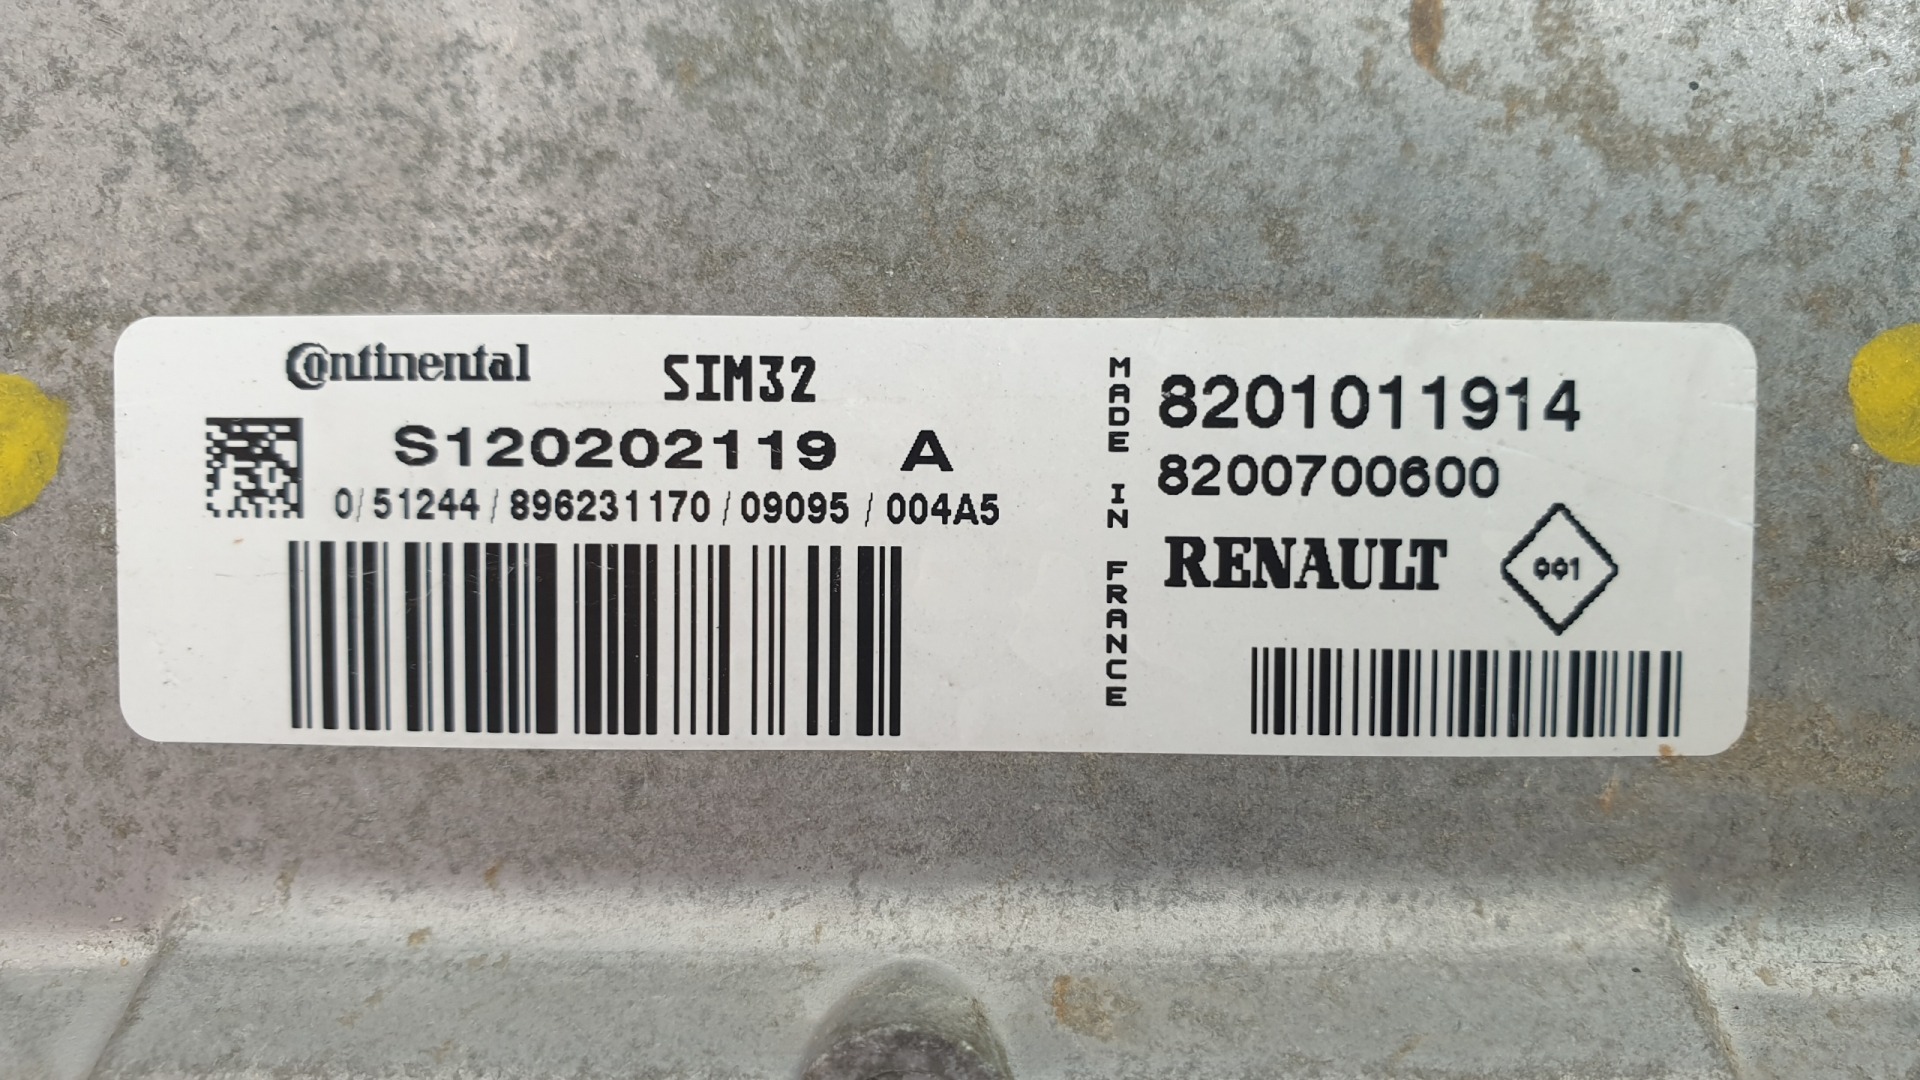 Continental SIM32
S120202119 A
0/51244/896231170/09095/004A5
MADE IN FRANCE
8201011914
8200700600
RENAULT
001